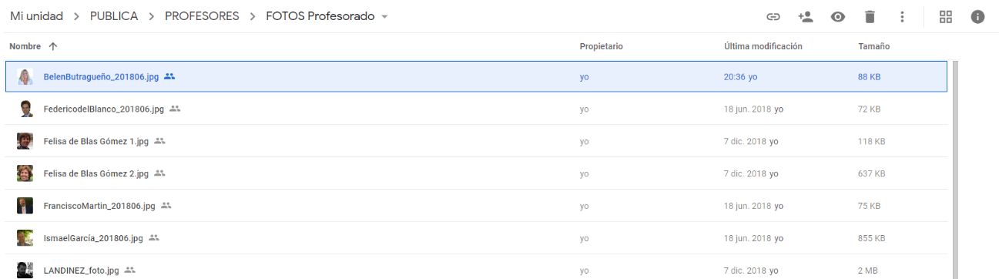 Mi unidad > PUBLICA > PROFESORES > FOTOS Profesorado
Nombre Propietario Última modificación Tamaño
BelenButragueño_201806.jpg yo 20:36 yo 88 KB
FedericodelBlanco_201806.jpg yo 18 jun. 2018 yo 72 KB
Felisa de Blas Gómez 1.jpg yo 7 dic. 2018 yo 118 KB
Felisa de Blas Gómez 2.jpg yo 7 dic. 2018 yo 637 KB
FranciscoMartin_201806.jpg yo 18 jun. 2018 yo 75 KB
IsmaelGarcía_201806.jpg yo 18 jun. 2018 yo 855 KB
LANDINEZ_foto.jpg yo 7 dic. 2018 yo 2 MB